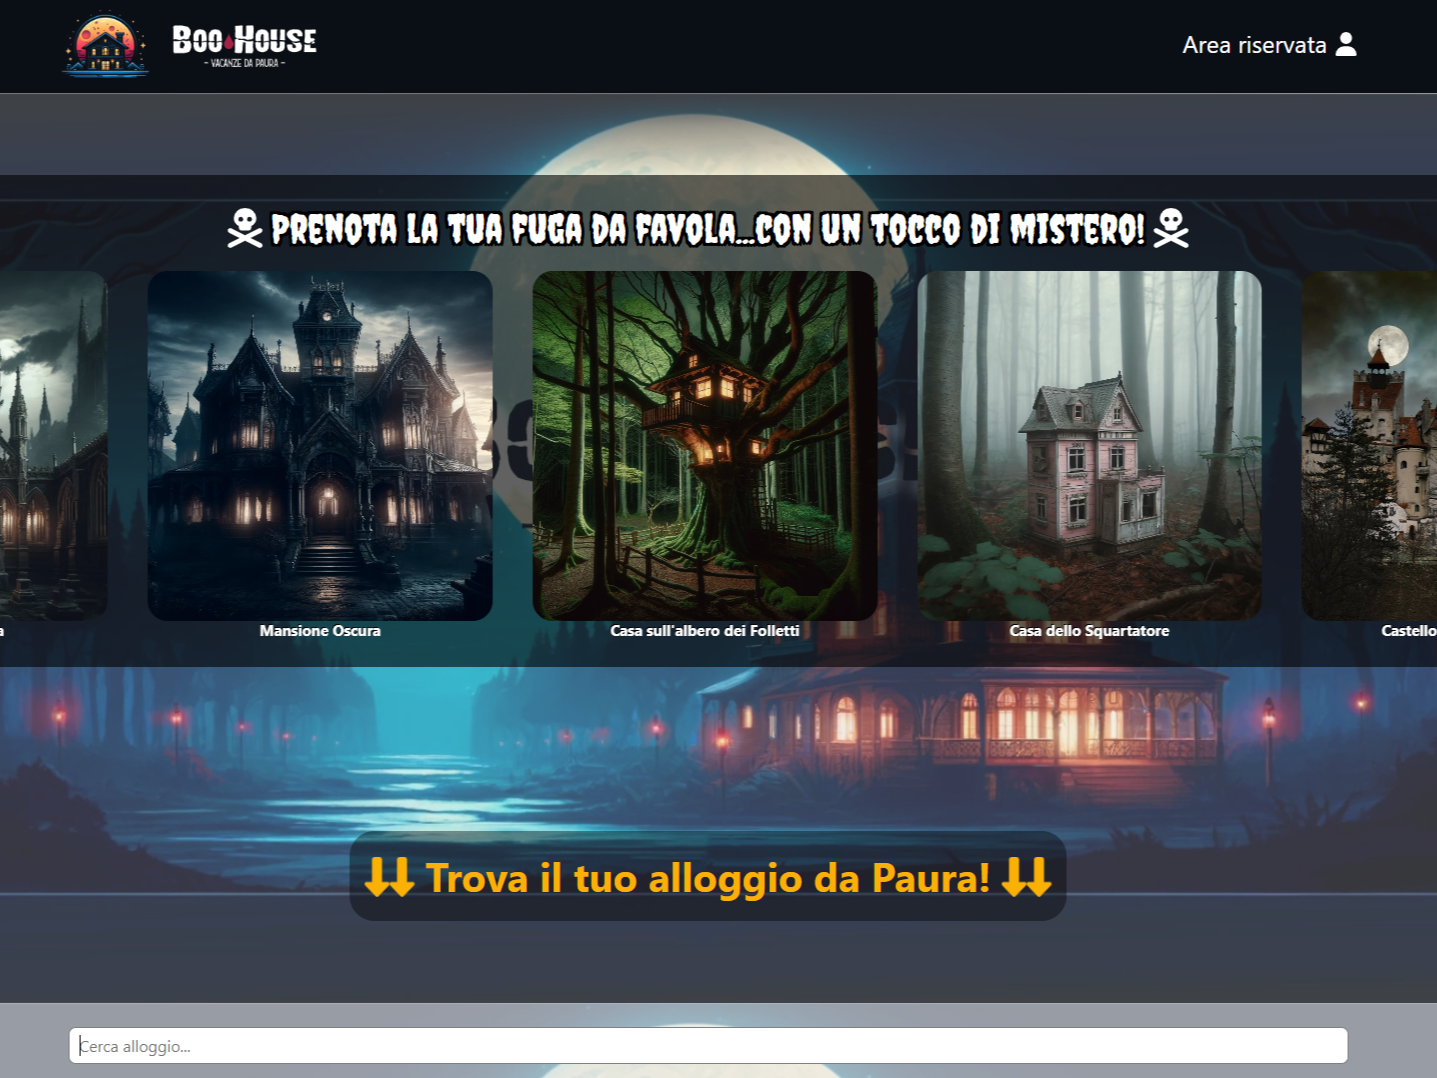 BOO HOUSE
- VACANZE DA PAURA -
Area riservata
PRENOTA LA TUA FUGA DA FAVOLA...CON UN TOCCO DI MISTERO!
Mansione Oscura
Casa sull'albero dei Folletti
Casa dello Squartatore
Castello
Trova il tuo alloggio da Paura!
Cerca alloggio...